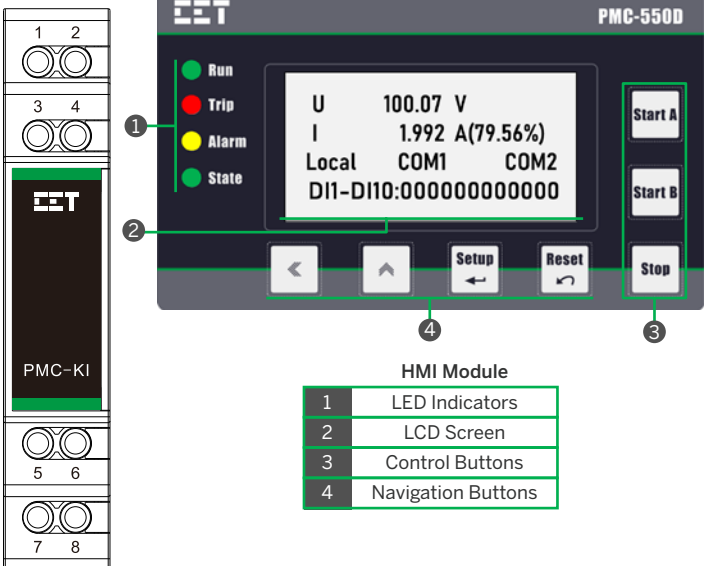 1 2
3 4
CET
PMC-KI
5 6
7 8
CET
PMC-550D
Run
Trip
Alarm
State
U 100.07 V
I 1.992 A(79.56%)
Local COM1 COM2
DI1-DI10:000000000000
Start A
Start B
Stop
Setup
Reset
1
2
3
4
HMI Module
1 LED Indicators
2 LCD Screen
3 Control Buttons
4 Navigation Buttons